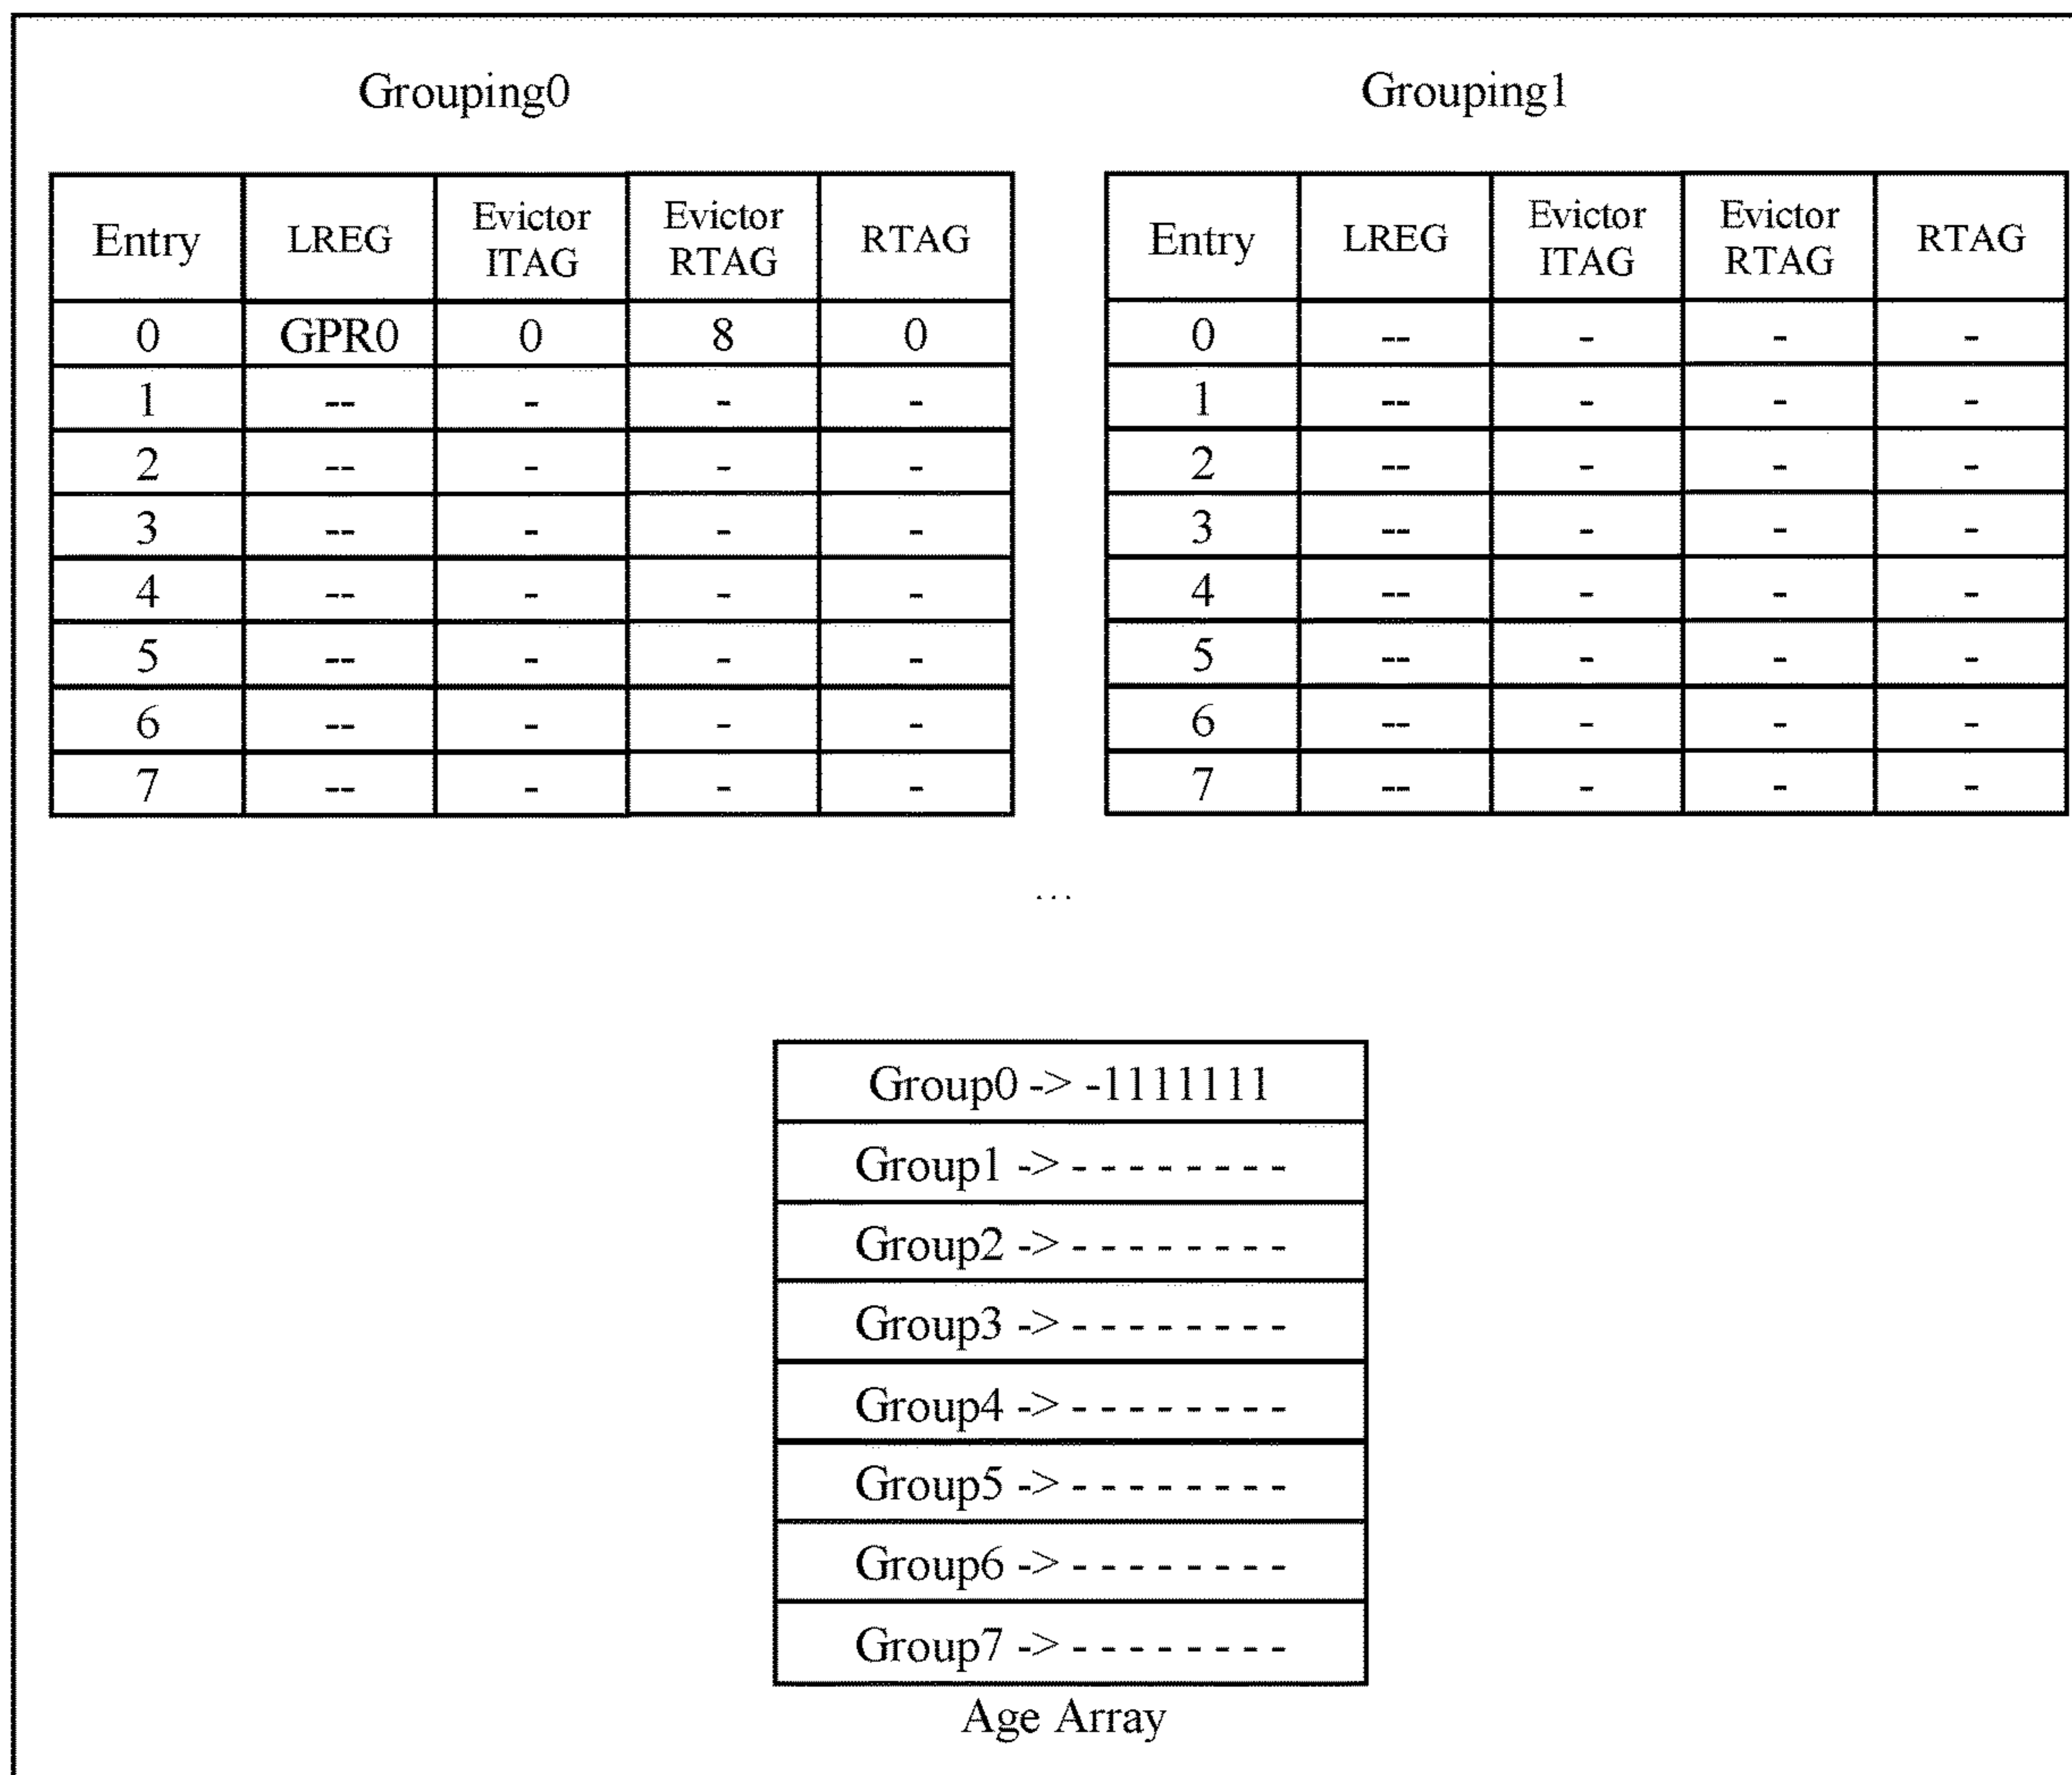 Grouping0 Grouping1
Entry LREG Evictor ITAG Evictor RTAG RTAG Entry LREG Evictor ITAG Evictor RTAG RTAG
0 GPR0 0 8 0 0 -- - - -
1 -- - - - 1 -- - - -
2 -- - - - 2 -- - - -
3 -- - - - 3 -- - - -
4 -- - - - 4 -- - - -
5 -- - - - 5 -- - - -
6 -- - - - 6 -- - - -
7 -- - - - 7 -- - - -
...
Group0 -> -1111111
Group1 -> - - - - - - - -
Group2 -> - - - - - - - -
Group3 -> - - - - - - - -
Group4 -> - - - - - - - -
Group5 -> - - - - - - - -
Group6 -> - - - - - - - -
Group7 -> - - - - - - - -
Age Array